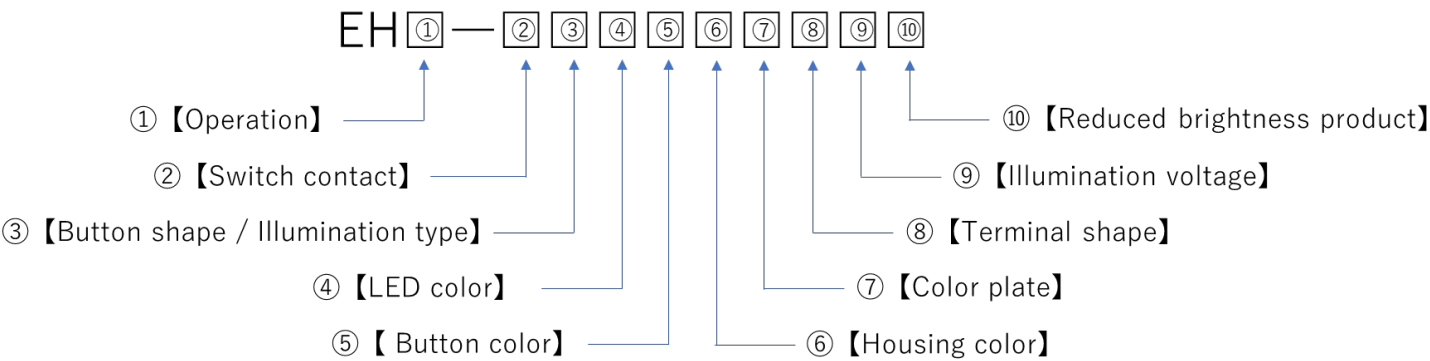 EH①—②③④⑤⑥⑦⑧⑨⑩
①【Operation】
⑩【Reduced brightness product】
②【Switch contact】
⑨【Illumination voltage】
③【Button shape / Illumination type】
⑧【Terminal shape】
④【LED color】
⑦【Color plate】
⑤【 Button color】
⑥【Housing color】